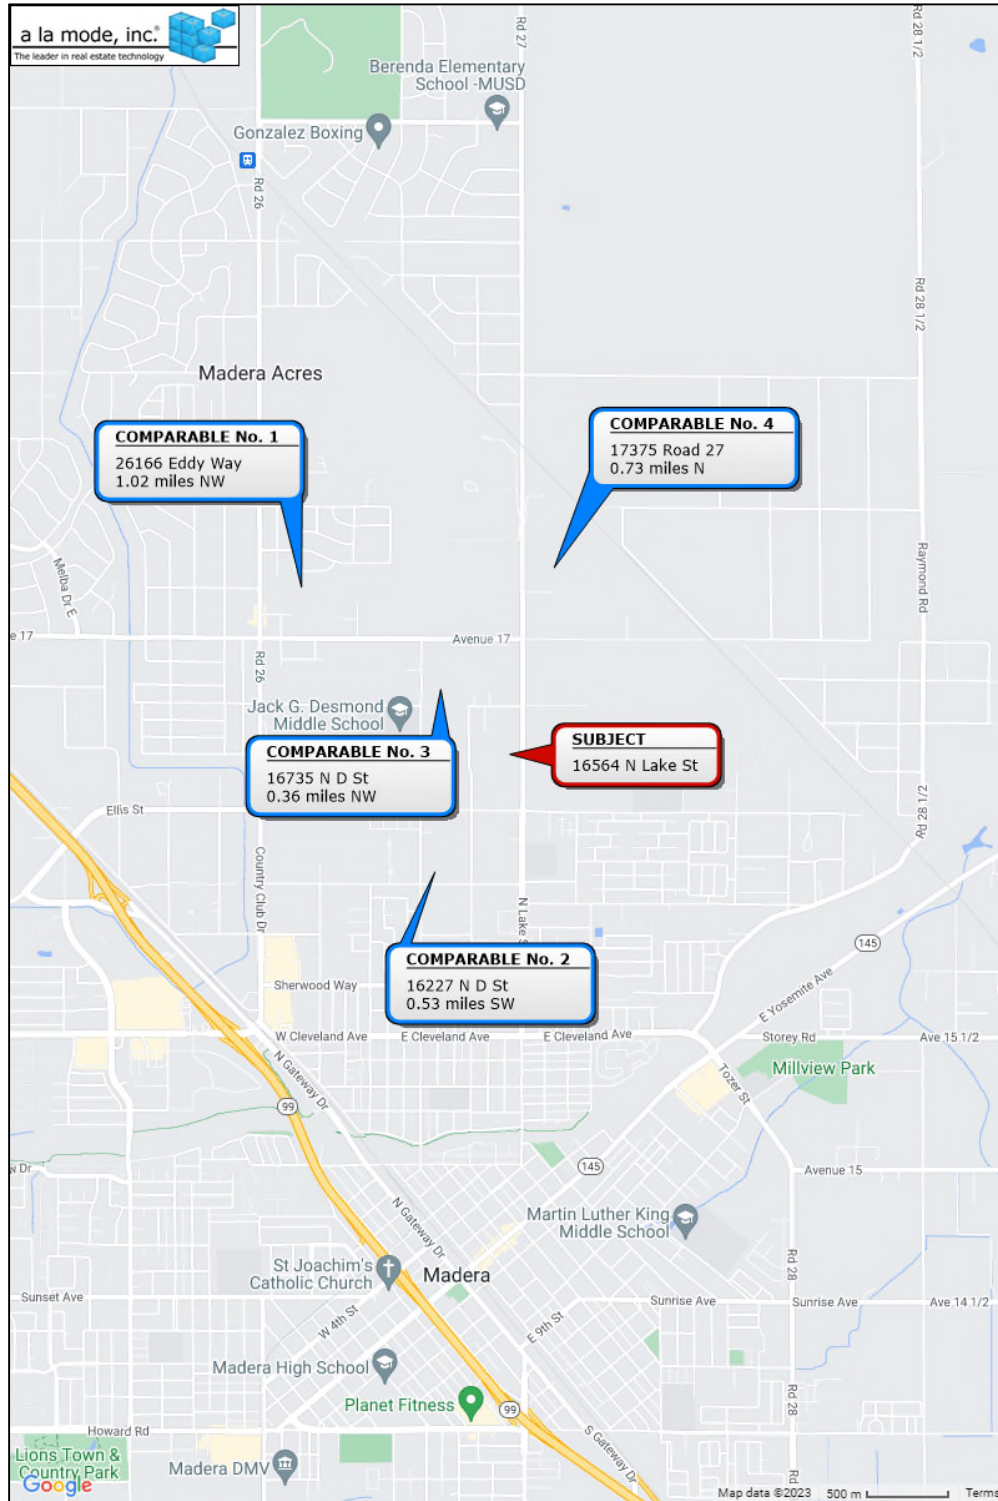 a la mode, inc.®
The leader in real estate technology
Rd 27
Rd 28 1/2
Berenda Elementary
School -MUSD
Gonzalez Boxing
Rd 26
Rd 28 1/2
Madera Acres
COMPARABLE No. 1
26166 Eddy Way
1.02 miles NW
COMPARABLE No. 4
17375 Road 27
0.73 miles N
Melba Dr E
Raymond Rd
e 17
Avenue 17
Rd 26
Jack G. Desmond
Middle School
COMPARABLE No. 3
16735 N D St
0.36 miles NW
SUBJECT
16564 N Lake St
Ellis St
Rd 28 1/2
Country Club Dr
N Lake S
145
COMPARABLE No. 2
16227 N D St
0.53 miles SW
Sherwood Way
E Yosemite Ave
W Cleveland Ave
E Cleveland Ave
E Cleveland Ave
Storey Rd
Ave 15 1/2
N Gateway Dr
Millview Park
Tozer St
99
145
w Dr
Avenue 15
N Gateway Dr
Martin Luther King
Middle School
St Joachim's
Catholic Church
Madera
Rd 28
Sunset Ave
W 4th St
E 9th St
Sunrise Ave
Sunrise Ave
Ave 14 1/2
Madera High School
Planet Fitness
99
Rd 28
Howard Rd
S Gateway Dr
Lions Town &
Country Park
Madera DMV
Rd
Google
Map data ©2023
500 m
Terms